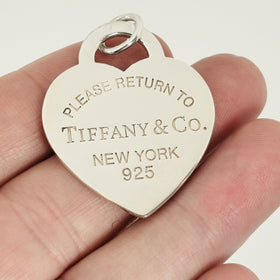 PLEASE RETURN TO
TIFFANY & CO.
NEW YORK
925